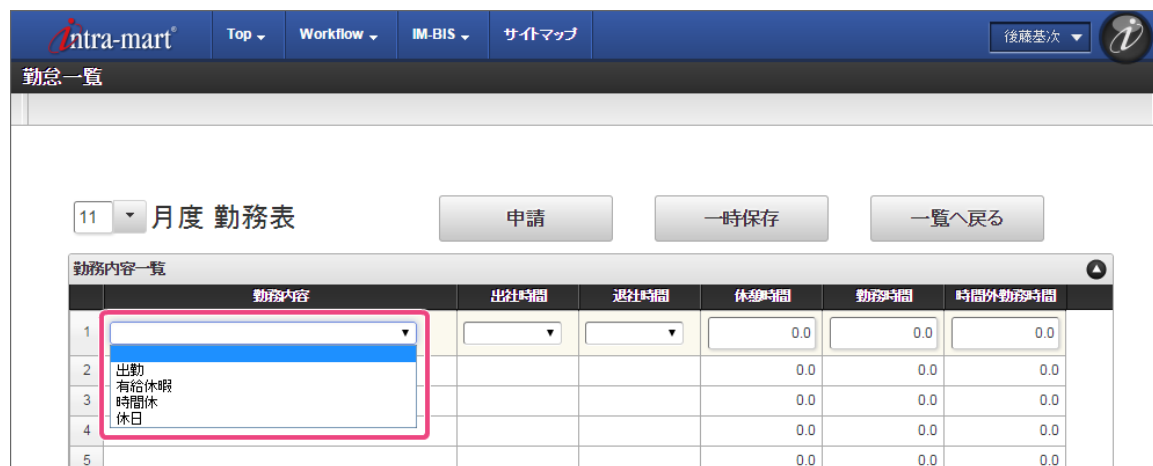 intra-mart® Top Workflow IM-BIS サイトマップ 後藤基次
勤怠一覧
11 月度 勤務表 申請 一時保存 一覧へ戻る
勤務内容一覧
勤務内容 出社時間 退社時間 休憩時間 勤務時間 時間外勤務時間
1 0.0 0.0 0.0
2 出勤 0.0 0.0 0.0
有給休暇
3 時間休 0.0 0.0 0.0
休日
4 0.0 0.0 0.0
5 0.0 0.0 0.0